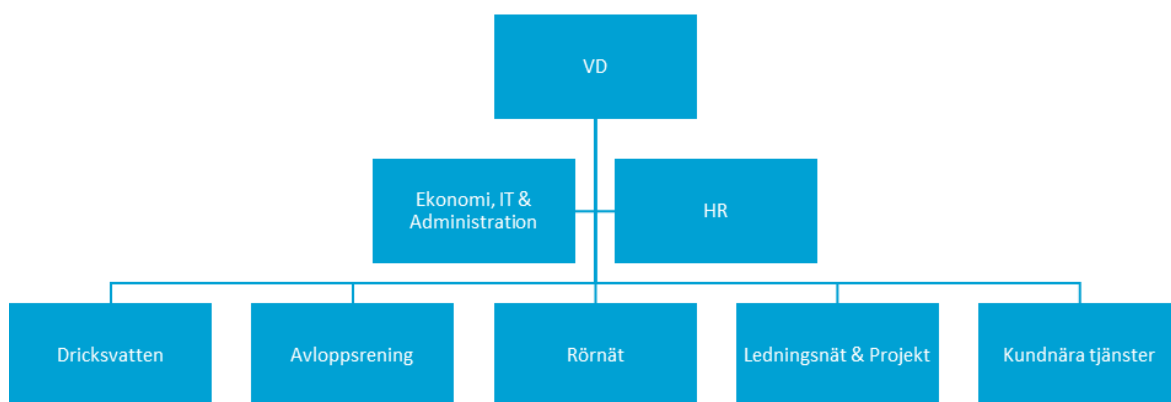 VD
Ekonomi, IT &
Administration
HR
Dricksvatten
Avloppsrening
Rörnät
Ledningsnät & Projekt
Kundnära tjänster